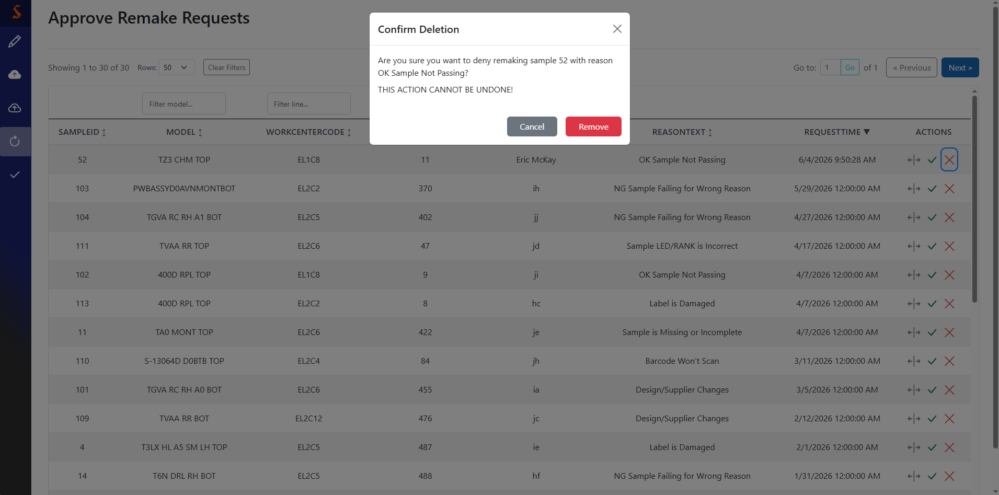 Approve Remake Requests
Confirm Deletion
Are you sure you want to deny remaking sample 52 with reason
OK Sample Not Passing?
THIS ACTION CANNOT BE UNDONE!
Cancel Remove
Showing 1 to 30 of 30 Rows: 50 Clear Filters Go to: 1 Go of 1 « Previous Next »
Filter model... Filter line...
SAMPLEID MODEL WORKCENTERCODE REASONTEXT REQUESTTIME ACTIONS
52 TZ3 CHM TOP EL1C8 11 Eric McKay OK Sample Not Passing 6/4/2026 9:50:28 AM
103 PWBASSYD0AVNMONTBOT EL2C2 370 ih NG Sample Failing for Wrong Reason 5/29/2026 12:00:00 AM
104 TGVA RC RH A1 BOT EL2C5 402 jj NG Sample Failing for Wrong Reason 4/27/2026 12:00:00 AM
111 TVAA RR TOP EL2C6 47 jd Sample LED/RANK is Incorrect 4/17/2026 12:00:00 AM
102 400D RPL TOP EL1C8 9 ji OK Sample Not Passing 4/7/2026 12:00:00 AM
113 400D RPL TOP EL2C2 8 hc Label is Damaged 4/7/2026 12:00:00 AM
11 TA0 MONT TOP EL2C6 422 je Sample is Missing or Incomplete 4/7/2026 12:00:00 AM
110 S-13064D D0BTB TOP EL2C4 84 jh Barcode Won't Scan 3/11/2026 12:00:00 AM
101 TGVA RC RH A0 BOT EL2C6 455 ia Design/Supplier Changes 3/5/2026 12:00:00 AM
109 TVAA RR BOT EL2C12 476 jc Design/Supplier Changes 2/12/2026 12:00:00 AM
4 T3LX HL A5 SM LH TOP EL2C5 487 ie Label is Damaged 2/1/2026 12:00:00 AM
14 T6N DRL RH BOT EL2C5 488 hf NG Sample Failing for Wrong Reason 1/31/2026 12:00:00 AM